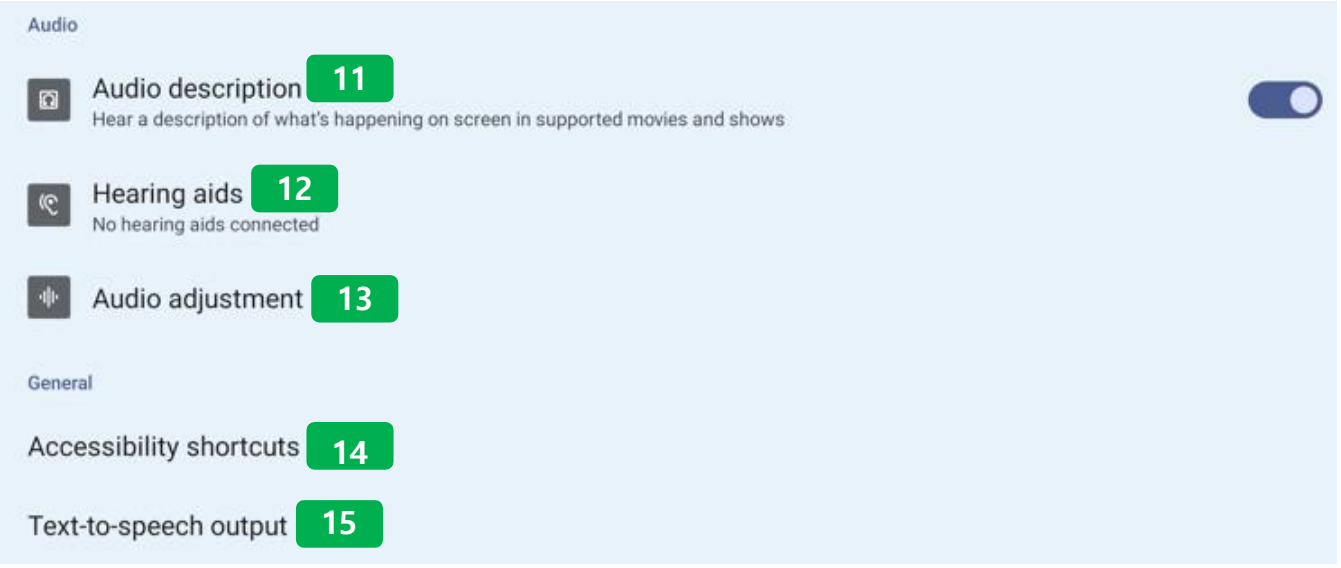 Audio
Audio description 11
Hear a description of what's happening on screen in supported movies and shows
Hearing aids 12
No hearing aids connected
Audio adjustment 13
General
Accessibility shortcuts 14
Text-to-speech output 15